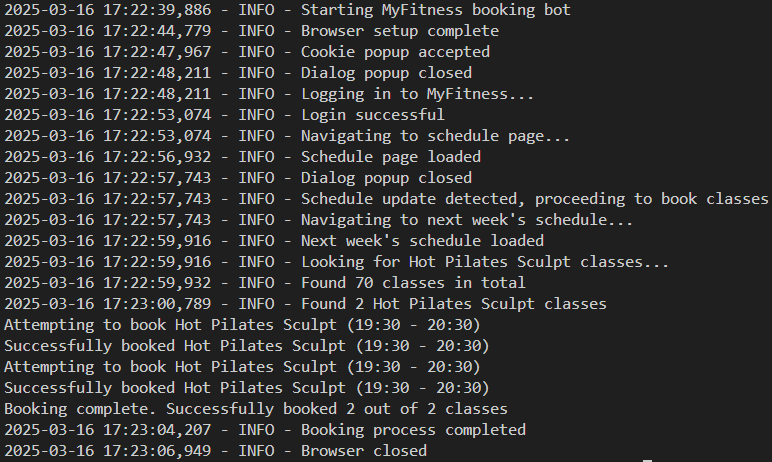 2025-03-16 17:22:39,886 - INFO - Starting MyFitness booking bot
2025-03-16 17:22:44,779 - INFO - Browser setup complete
2025-03-16 17:22:47,967 - INFO - Cookie popup accepted
2025-03-16 17:22:48,211 - INFO - Dialog popup closed
2025-03-16 17:22:48,211 - INFO - Logging in to MyFitness...
2025-03-16 17:22:53,074 - INFO - Login successful
2025-03-16 17:22:53,074 - INFO - Navigating to schedule page...
2025-03-16 17:22:56,932 - INFO - Schedule page loaded
2025-03-16 17:22:57,743 - INFO - Dialog popup closed
2025-03-16 17:22:57,743 - INFO - Schedule update detected, proceeding to book classes
2025-03-16 17:22:57,743 - INFO - Navigating to next week's schedule...
2025-03-16 17:22:59,916 - INFO - Next week's schedule loaded
2025-03-16 17:22:59,916 - INFO - Looking for Hot Pilates Sculpt classes...
2025-03-16 17:22:59,932 - INFO - Found 70 classes in total
2025-03-16 17:23:00,789 - INFO - Found 2 Hot Pilates Sculpt classes
Attempting to book Hot Pilates Sculpt (19:30 - 20:30)
Successfully booked Hot Pilates Sculpt (19:30 - 20:30)
Attempting to book Hot Pilates Sculpt (19:30 - 20:30)
Successfully booked Hot Pilates Sculpt (19:30 - 20:30)
Booking complete. Successfully booked 2 out of 2 classes
2025-03-16 17:23:04,207 - INFO - Booking process completed
2025-03-16 17:23:06,949 - INFO - Browser closed